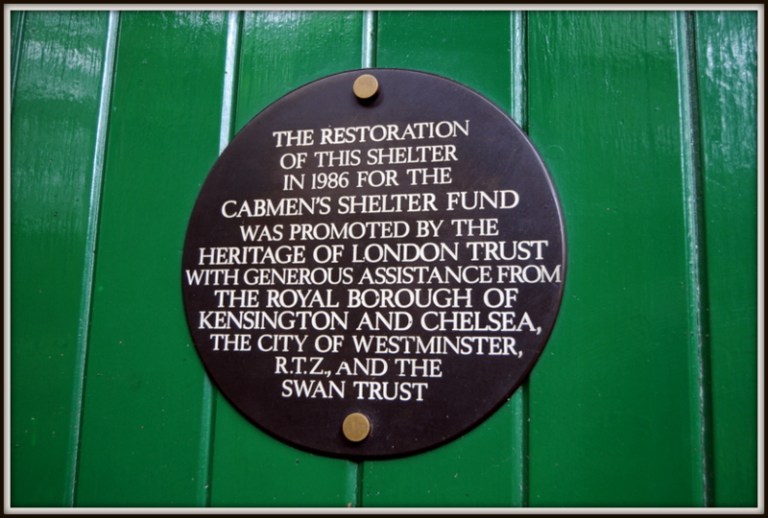 THE RESTORATION
OF THIS SHELTER
IN 1986 FOR THE
CABMEN'S SHELTER FUND
WAS PROMOTED BY THE
HERITAGE OF LONDON TRUST
WITH GENEROUS ASSISTANCE FROM
THE ROYAL BOROUGH OF
KENSINGTON AND CHELSEA,
THE CITY OF WESTMINSTER,
R.T.Z., AND THE
SWAN TRUST